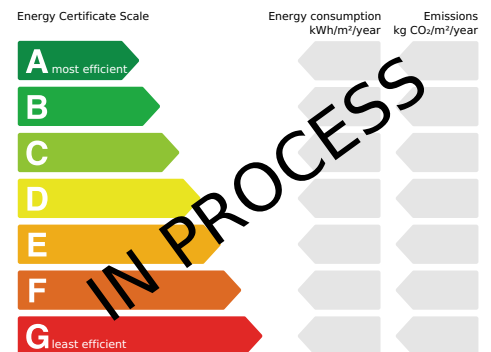 Energy Certificate Scale
Energy consumption
kWh/m²/year
Emissions
kg CO₂/m²/year
A most efficient
B
C
D
E
F
G least efficient
IN PROCESS